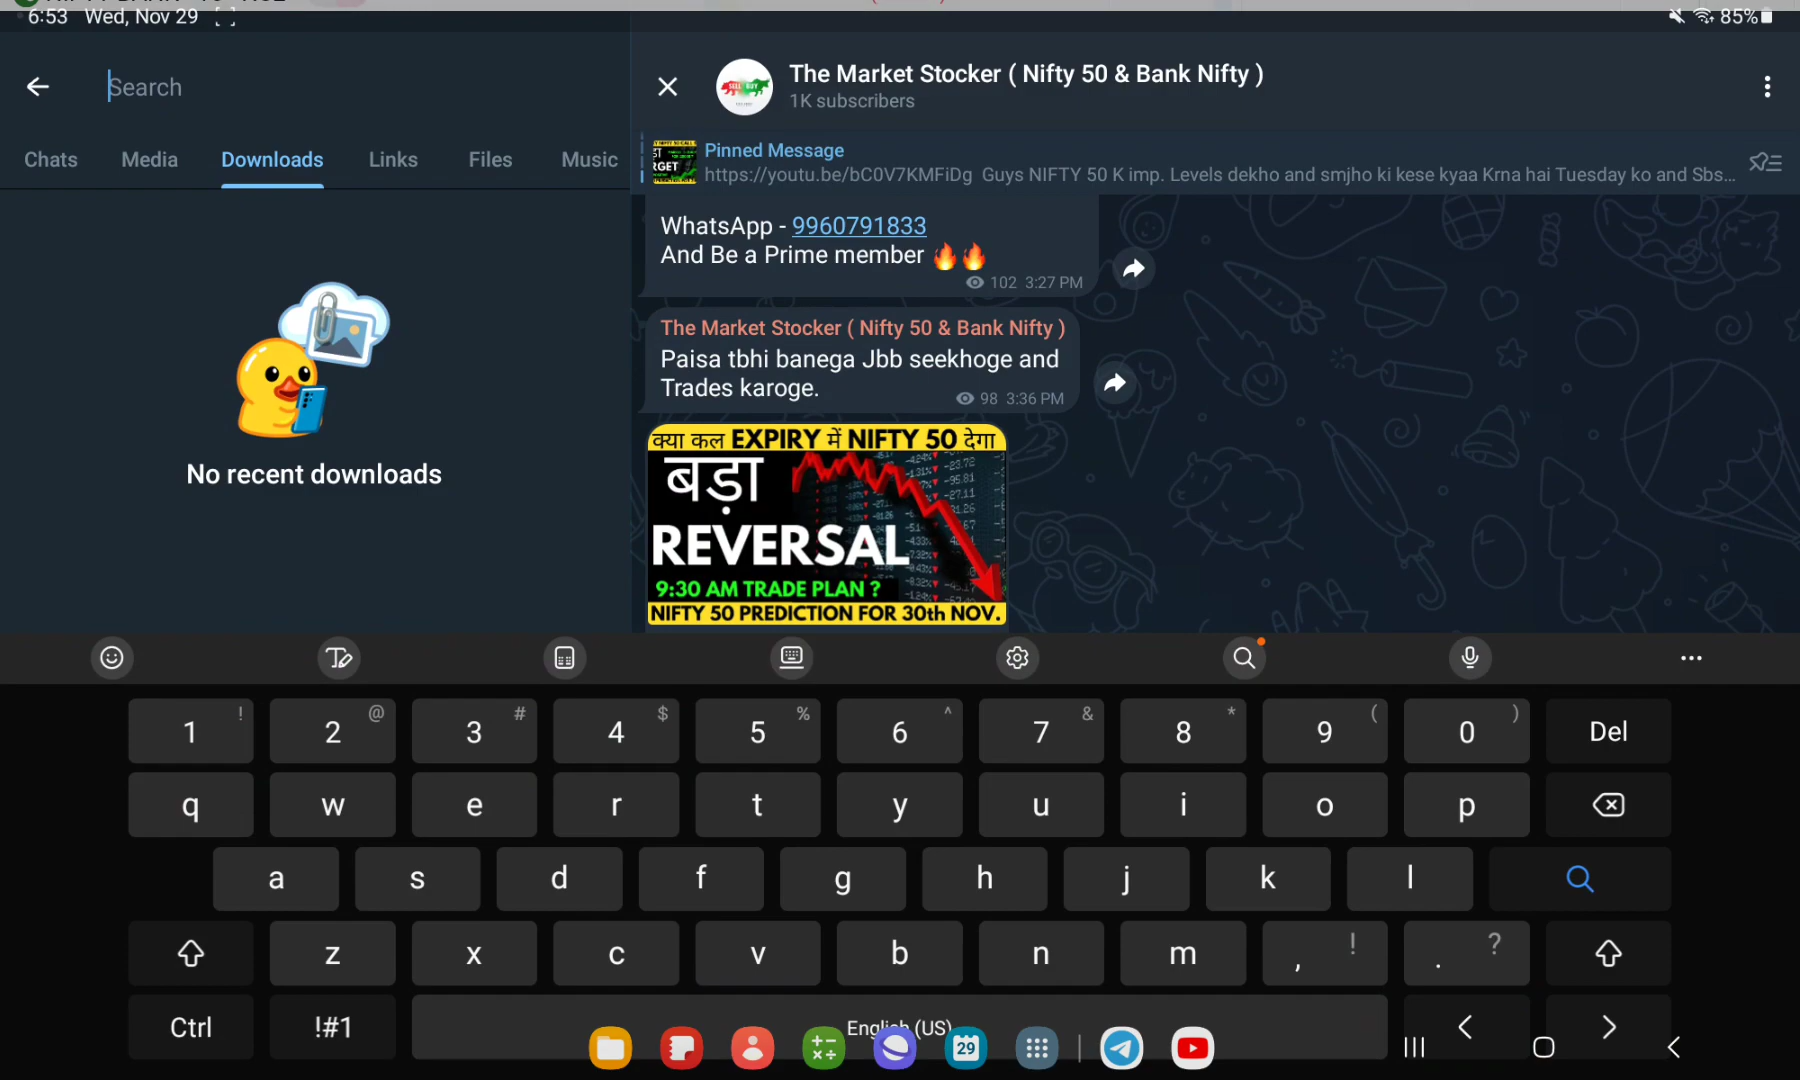 6:53 Wed, Nov 29
85%
Search
Chats Media Downloads Links Files Music
No recent downloads
The Market Stocker ( Nifty 50 & Bank Nifty )
1K subscribers
Pinned Message
https://youtu.be/bC0V7KMFiDg Guys NIFTY 50 K imp. Levels dekho and smjho ki kese kyaa Krna hai Tuesday ko and Sbs...
WhatsApp - 9960791833
And Be a Prime member 🔥🔥
102 3:27 PM
The Market Stocker ( Nifty 50 & Bank Nifty )
Paisa tbhi banega Jbb seekhoge and
Trades karoge.
98 3:36 PM
क्या कल EXPIRY में NIFTY 50 देगा
बड़ा
REVERSAL
9:30 AM TRADE PLAN ?
NIFTY 50 PREDICTION FOR 30th NOV.
1 ! 2 @ 3 # 4 $ 5 % 6 ^ 7 & 8 * 9 ( 0 ) Del
q w e r t y u i o p
a s d f g h j k l
z x c v b n m , ! . ?
Ctrl !#1 English (US)
29